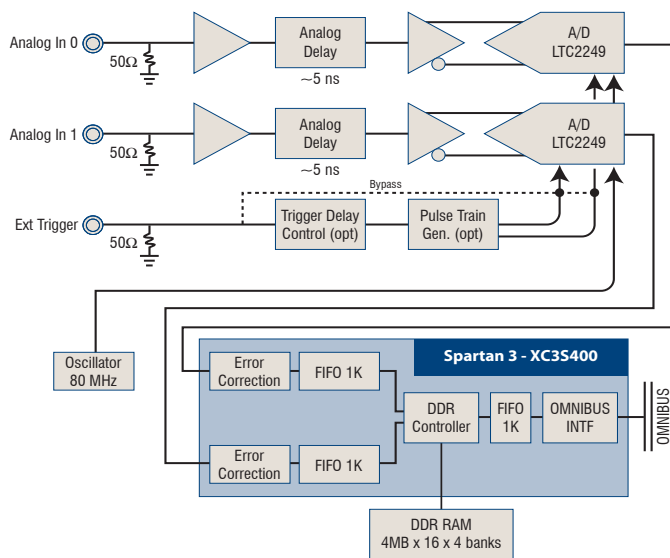 Analog In 0
50Ω
Analog
Delay
~5 ns
A/D
LTC2249
Analog In 1
50Ω
Analog
Delay
~5 ns
A/D
LTC2249
Bypass
Ext Trigger
50Ω
Trigger Delay
Control (opt)
Pulse Train
Gen. (opt)
Oscillator
80 MHz
Spartan 3 - XC3S400
Error
Correction
FIFO 1K
DDR
Controller
FIFO
1K
OMNIBUS
INTF
OMNIBUS
Error
Correction
FIFO 1K
DDR RAM
4MB x 16 x 4 banks